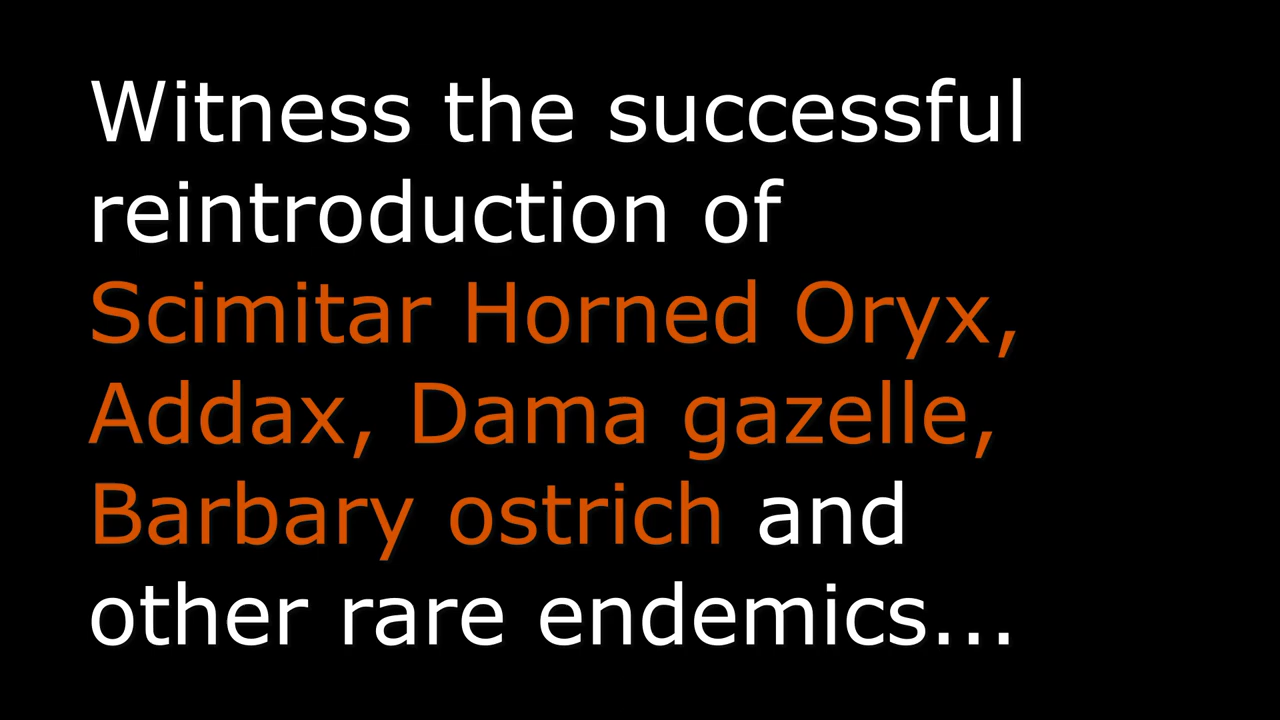 Witness the successful
reintroduction of
Scimitar Horned Oryx,
Addax, Dama gazelle,
Barbary ostrich and
other rare endemics...